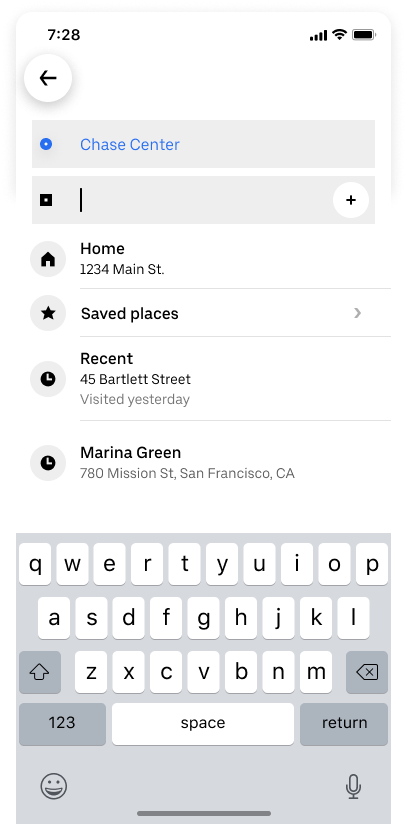 7:28
Chase Center
Home
1234 Main St.
Saved places
Recent
45 Bartlett Street
Visited yesterday
Marina Green
780 Mission St, San Francisco, CA
q w e r t y u i o p
a s d f g h j k l
z x c v b n m
123 space return